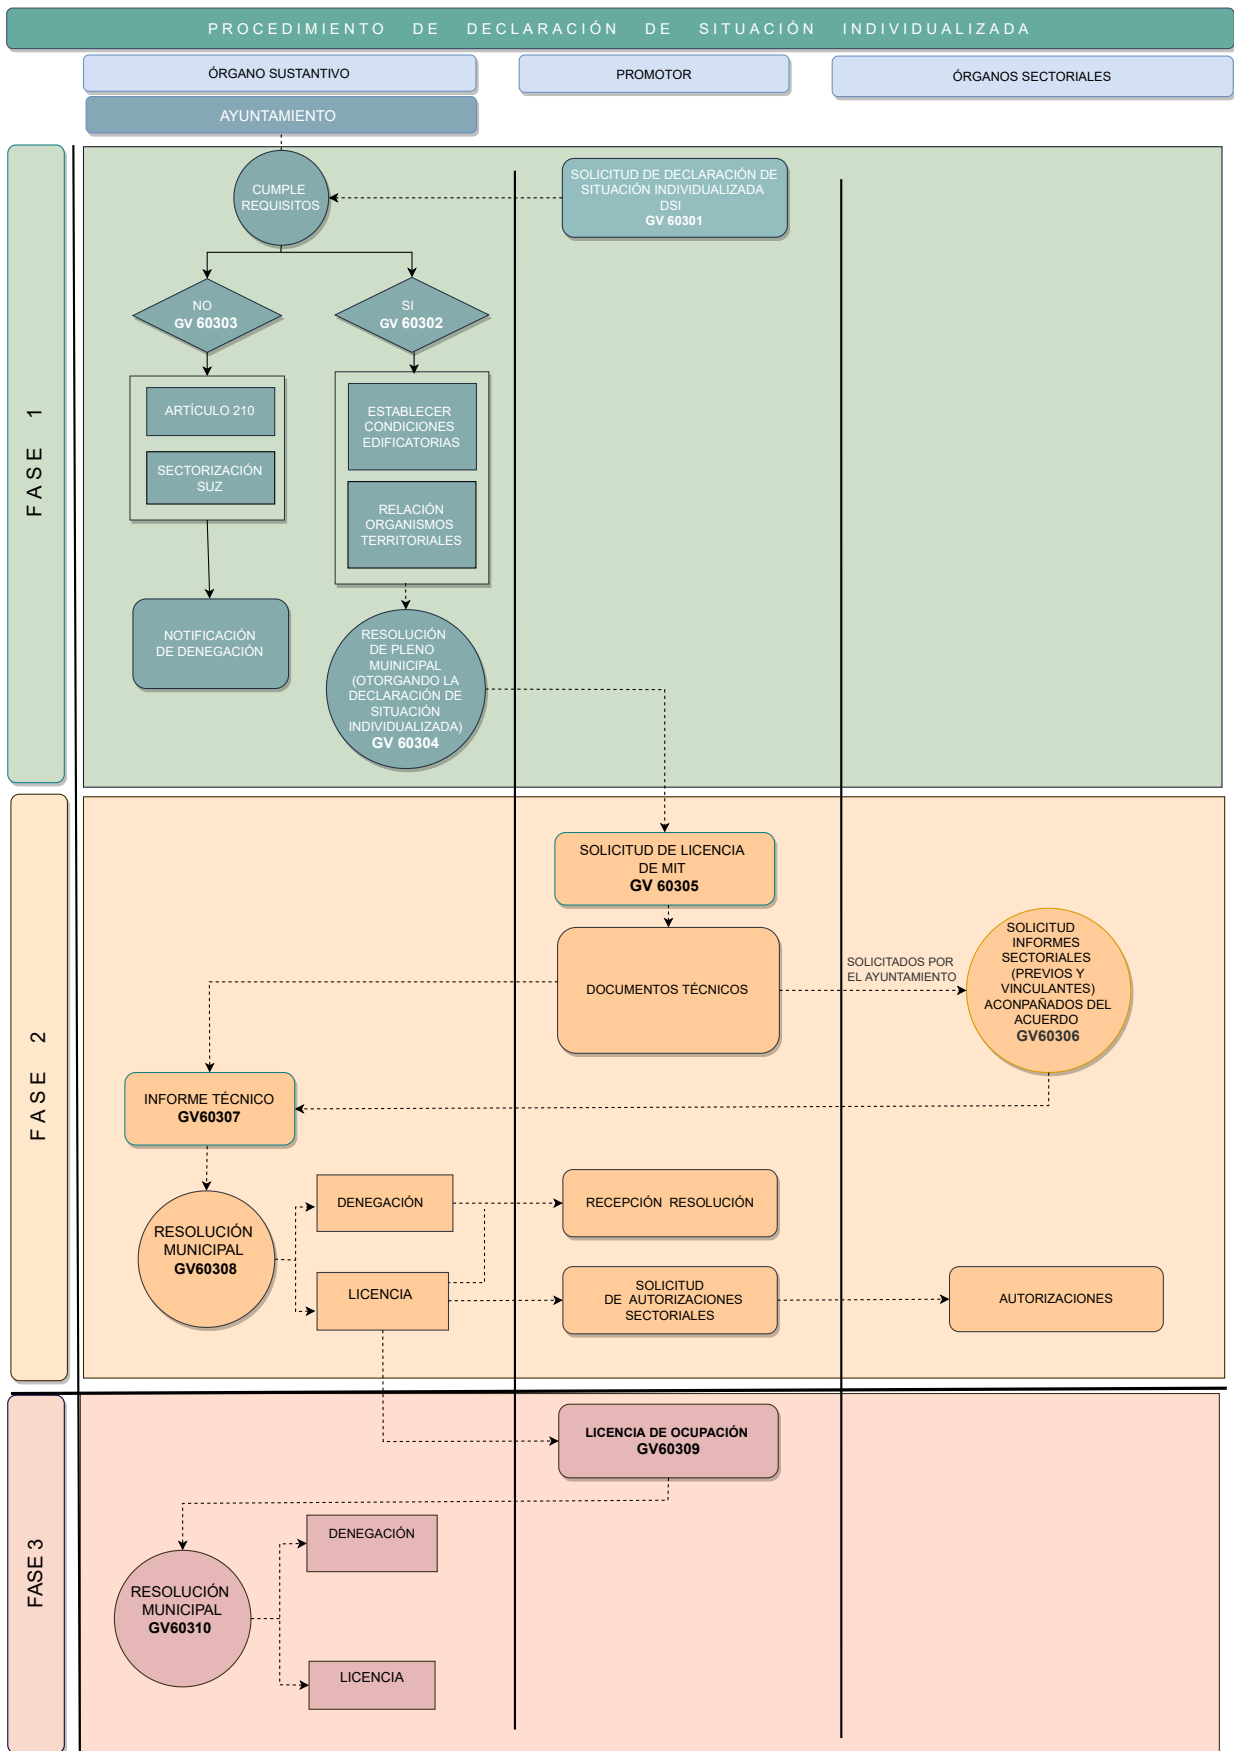 PROCEDIMIENTO DE DECLARACIÓN DE SITUACIÓN INDIVIDUALIZADA
ÓRGANO SUSTANTIVO
PROMOTOR
ÓRGANOS SECTORIALES
AYUNTAMIENTO
FASE 1
CUMPLE
REQUISITOS
SOLICITUD DE DECLARACIÓN DE
SITUACIÓN INDIVIDUALIZADA
DSI
GV 60301
NO
GV 60303
SI
GV 60302
ARTÍCULO 210
SECTORIZACIÓN
SUZ
ESTABLECER
CONDICIONES
EDIFICATORIAS
RELACIÓN
ORGANISMOS
TERRITORIALES
NOTIFICACIÓN
DE DENEGACIÓN
RESOLUCIÓN
DE PLENO
MUINICIPAL
(OTORGANDO LA
DECLARACIÓN DE
SITUACIÓN
INDIVIDUALIZADA)
GV 60304
FASE 2
SOLICITUD DE LICENCIA
DE MIT
GV 60305
DOCUMENTOS TÉCNICOS
SOLICITADOS POR
EL AYUNTAMIENTO
SOLICITUD
INFORMES
SECTORIALES
(PREVIOS Y
VINCULANTES)
ACONPAÑADOS DEL
ACUERDO
GV60306
INFORME TÉCNICO
GV60307
RESOLUCIÓN
MUNICIPAL
GV60308
DENEGACIÓN
RECEPCIÓN RESOLUCIÓN
LICENCIA
SOLICITUD
DE AUTORIZACIONES
SECTORIALES
AUTORIZACIONES
FASE 3
LICENCIA DE OCUPACIÓN
GV60309
DENEGACIÓN
RESOLUCIÓN
MUNICIPAL
GV60310
LICENCIA